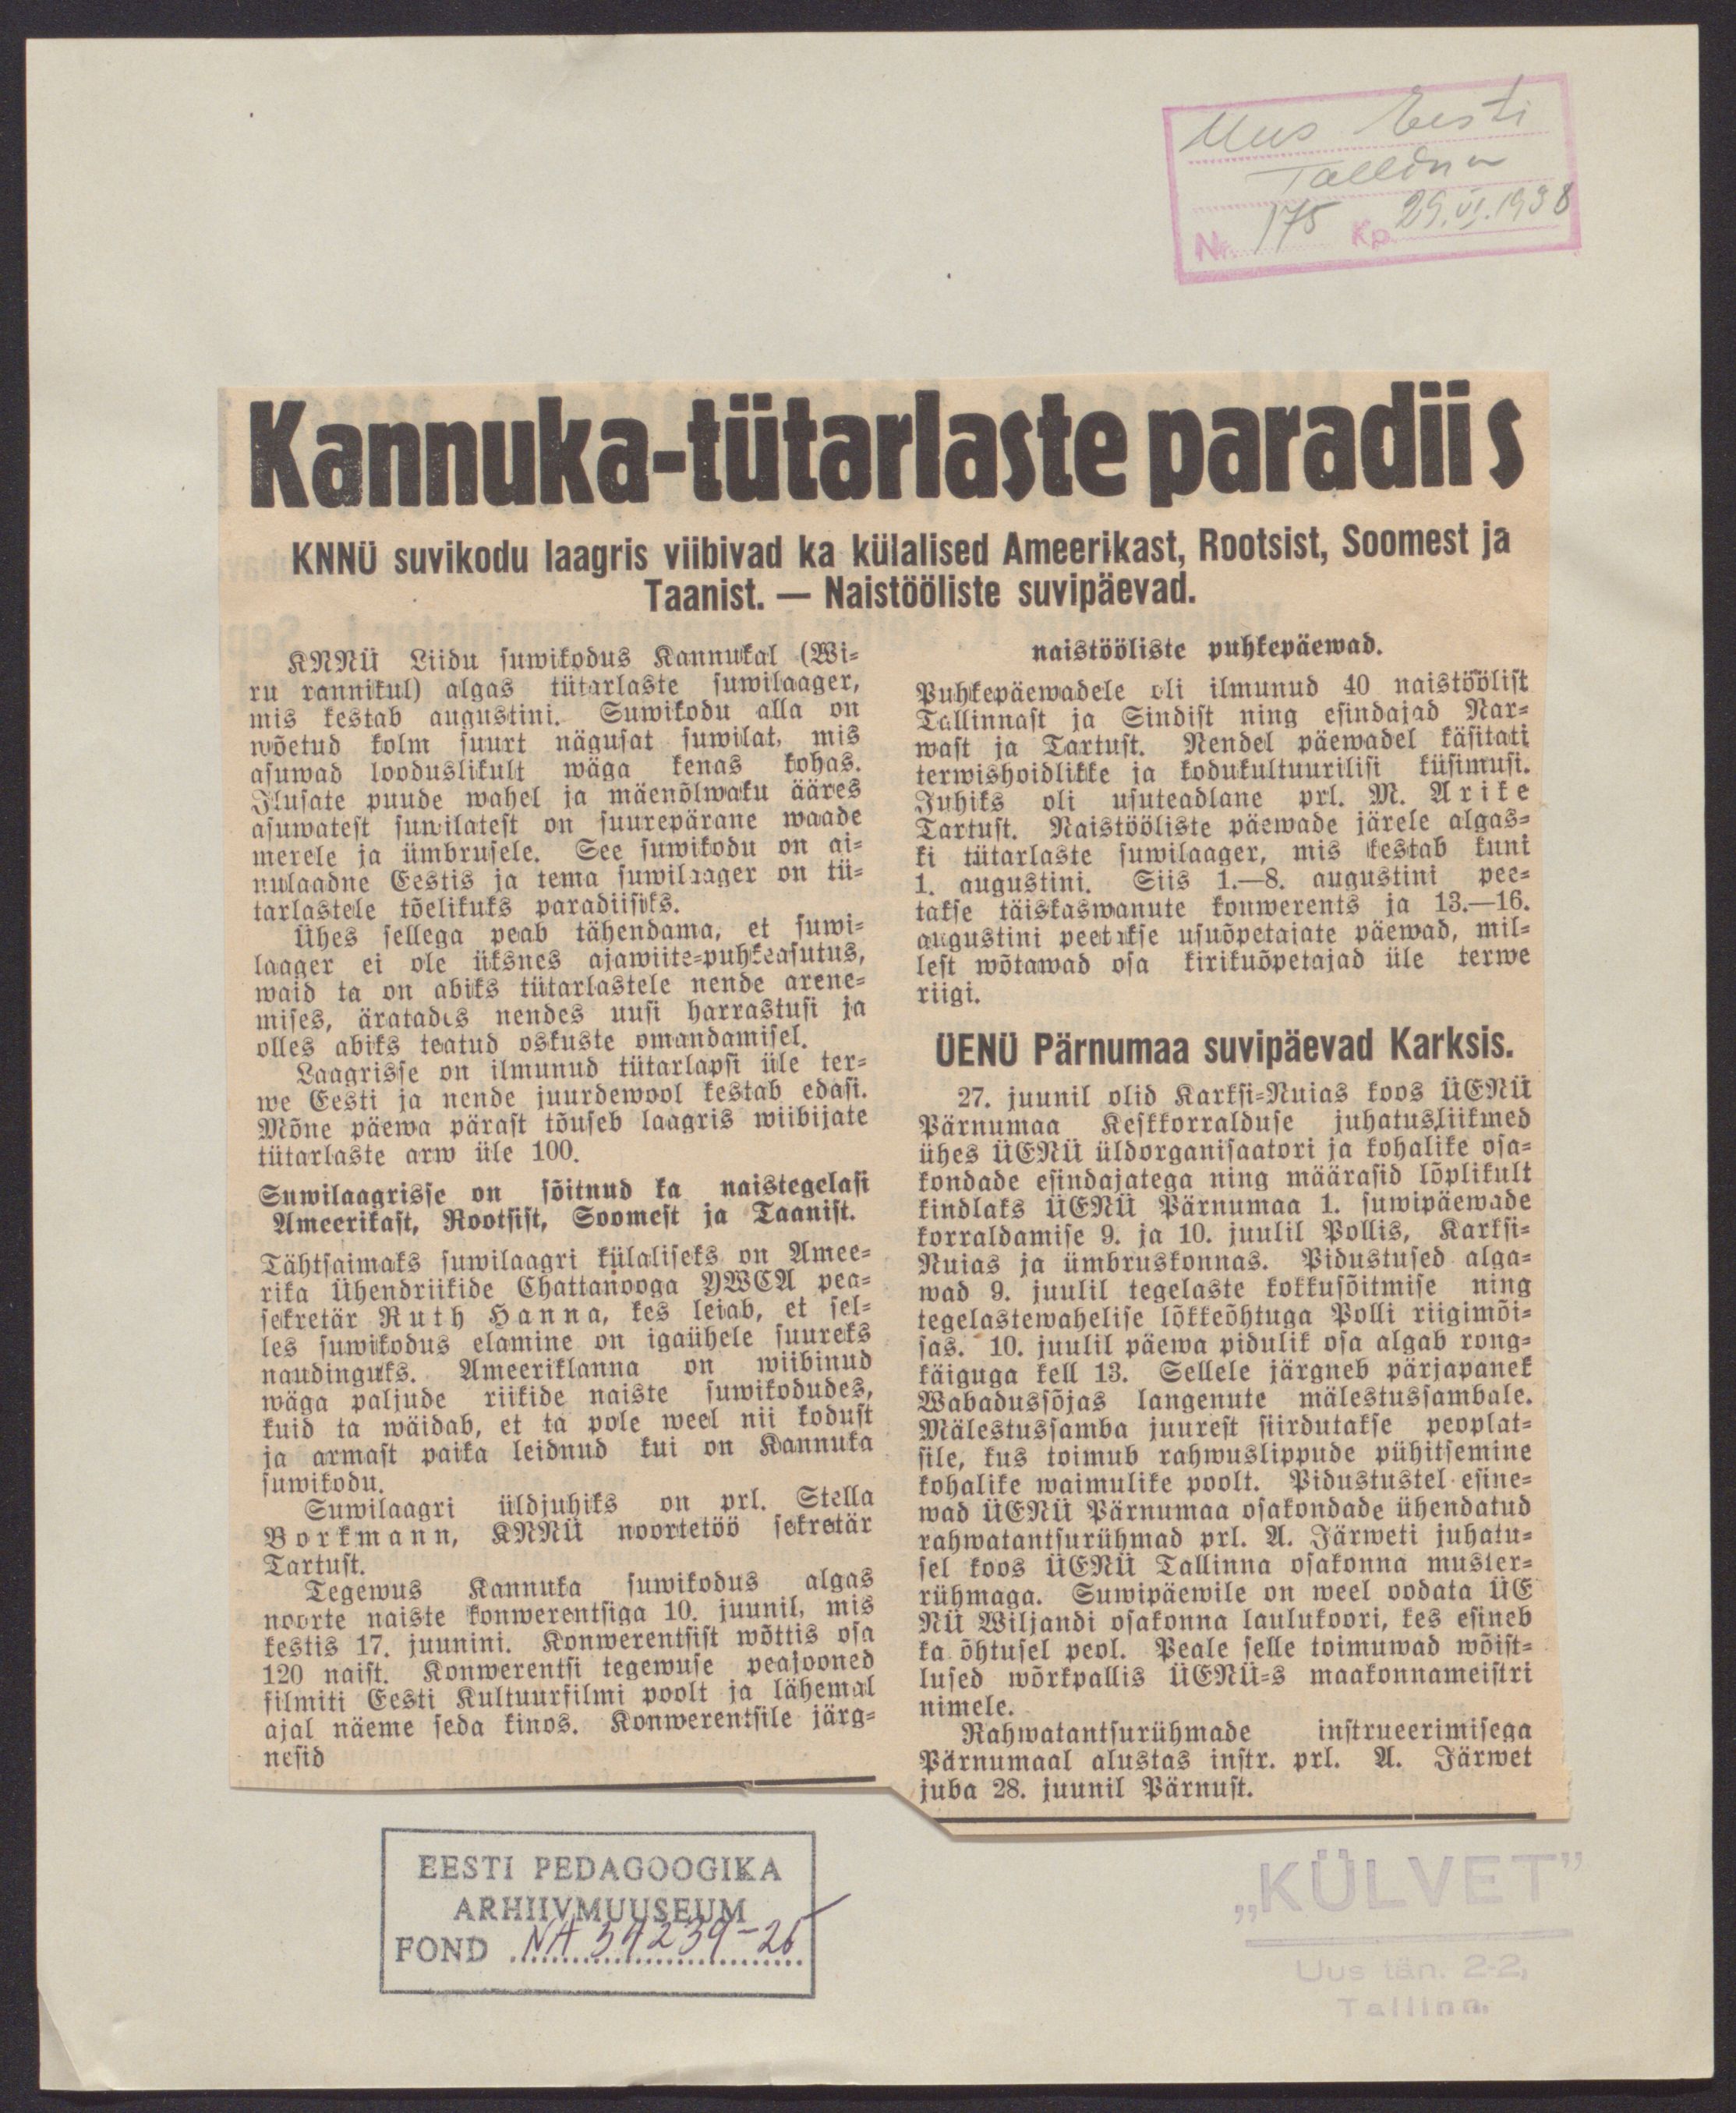 Uus Eesti
Tallinn
Nr. 175 Kp. 29.VI.1938
Kannuka-tütarlaste paradiis
KNNÜ suvikodu laagris viibivad ka külalised Ameerikast, Rootsist, Soomest ja
Taanist. — Naistööliste suvipäevad.
KNNÜ Liidu suwikodus Kannukal (Wi-
ru rannikul) algas tütarlaste suwilaager,
mis kestab augustini. Suwikodu alla on
wõetud kolm suurt nägusat suwilat, mis
asuwad looduslikult wäga kenas kohas.
Ilusate puude wahel ja mäenõlwaku ääres
asuwatest suwilatest on suurepärane waade
merele ja ümbrusele. See suwikodu on ai-
nulaadne Eestis ja tema suwilaager on tü-
tarlastele tõelikuks paradiisiks.
Ühes sellega peab tähendama, et suwi-
laager ei ole üksnes ajawiite-puhkeasutus,
waid ta on abiks tütarlastele nende arene-
mises, äratades nendes uusi harrastusi ja
olles abiks teatud oskuste omandamisel.
Laagrisse on ilmunud tütarlapsi üle ter-
we Eesti ja nende juurdewool kestab edasi.
Mõne päewa pärast tõuseb laagris wiibijate
tütarlaste arw üle 100.
Suwilaagrisse on sõitnud ka naistegelasi
Ameerikast, Rootsist, Soomest ja Taanist.
Tähtsaimaks suwilaagri külaliseks on Amee-
rika Ühendriikide Chattanooga YWCA pea-
sekretär Ruth Hanna, kes leiab, et sel-
les suwikodus elamine on igaühele suureks
naudinguks. Ameeriklanna on wiibinud
wäga paljude riikide naiste suwikodudes,
kuid ta wäidab, et ta pole weel nii kodust
ja armast paika leidnud kui on Kannuka
suwikodu.
Suwilaagri üldjuhiks on prl. Stella
Borkmann, KNNÜ noortetöö sekretär
Tartust.
Tegewus Kannuka suwikodus algas
noorte naiste konwerentsiga 10. juunil, mis
kestis 17. juunini. Konwerentsist wõttis osa
120 naist. Konwerentsi tegewuse peajooned
filmiti Eesti Kultuurfilmi poolt ja lähemal
ajal näeme seda kinos. Konwerentsile järg-
nesid
naistööliste puhkepäewad.
Puhkepäewadele oli ilmunud 40 naistöölist
Tallinnast ja Sindist ning esindajad Nar-
wast ja Tartust. Nendel päewadel käsitati
terwishoidlikke ja kodukultuurilisi küsimusi.
Juhiks oli usuteadlane prl. M. Arike
Tartust. Naistööliste päewade järele algas-
ki tütarlaste suwilaager, mis kestab kuni
1. augustini. Siis 1.—8. augustini pee-
takse täiskaswanute konwerents ja 13.—16.
augustini peetakse usuõpetajate päewad, mil-
lest wõtawad osa kirikuõpetajad üle terwe
riigi.
ÜENÜ Pärnumaa suvipäevad Karksis.
27. juunil olid Karksi-Nuias koos ÜENÜ
Pärnumaa Keskkorralduse juhatusliikmed
ühes ÜENÜ üldorganisaatori ja kohalike osa-
kondade esindajatega ning määrasid lõplikult
kindlaks ÜENÜ Pärnumaa 1. suwipäewade
korraldamise 9. ja 10. juulil Pollis, Karksi-
Nuias ja ümbruskonnas. Pidustused alga-
wad 9. juulil tegelaste kokkusõitmise ning
tegelastewahelise lõkkeõhtuga Polli riigimõi-
sas. 10. juulil päewa pidulik osa algab rong-
käiguga kell 13. Sellele järgneb pärjapanek
Wabadussõjas langenute mälestussambale.
Mälestussamba juurest siirdutakse peoplat-
sile, kus toimub rahwuslippude pühitsemine
kohalike waimulike poolt. Pidustustel esine-
wad ÜENÜ Pärnumaa osakondade ühendatud
rahwatantsurühmad prl. A. Järweti juhatu-
sel koos ÜENÜ Tallinna osakonna muster-
rühmaga. Suwipäewile on weel oodata ÜE
NÜ Wiljandi osakonna laulukoori, kes esineb
ka õhtusel peol. Peale selle toimuwad wõist-
lused wõrkpallis ÜENÜ-s maakonnameistri
nimele.
Rahwatantsurühmade instrueerimisega
Pärnumaal alustas instr. prl. A. Järwet
juba 28. juunil Pärnust.
EESTI PEDAGOOGIKA
ARHIIVMUUSEUM
FOND NA 54239-26
„KÜLVET”
Uus tän. 2-2,
Tallinn.